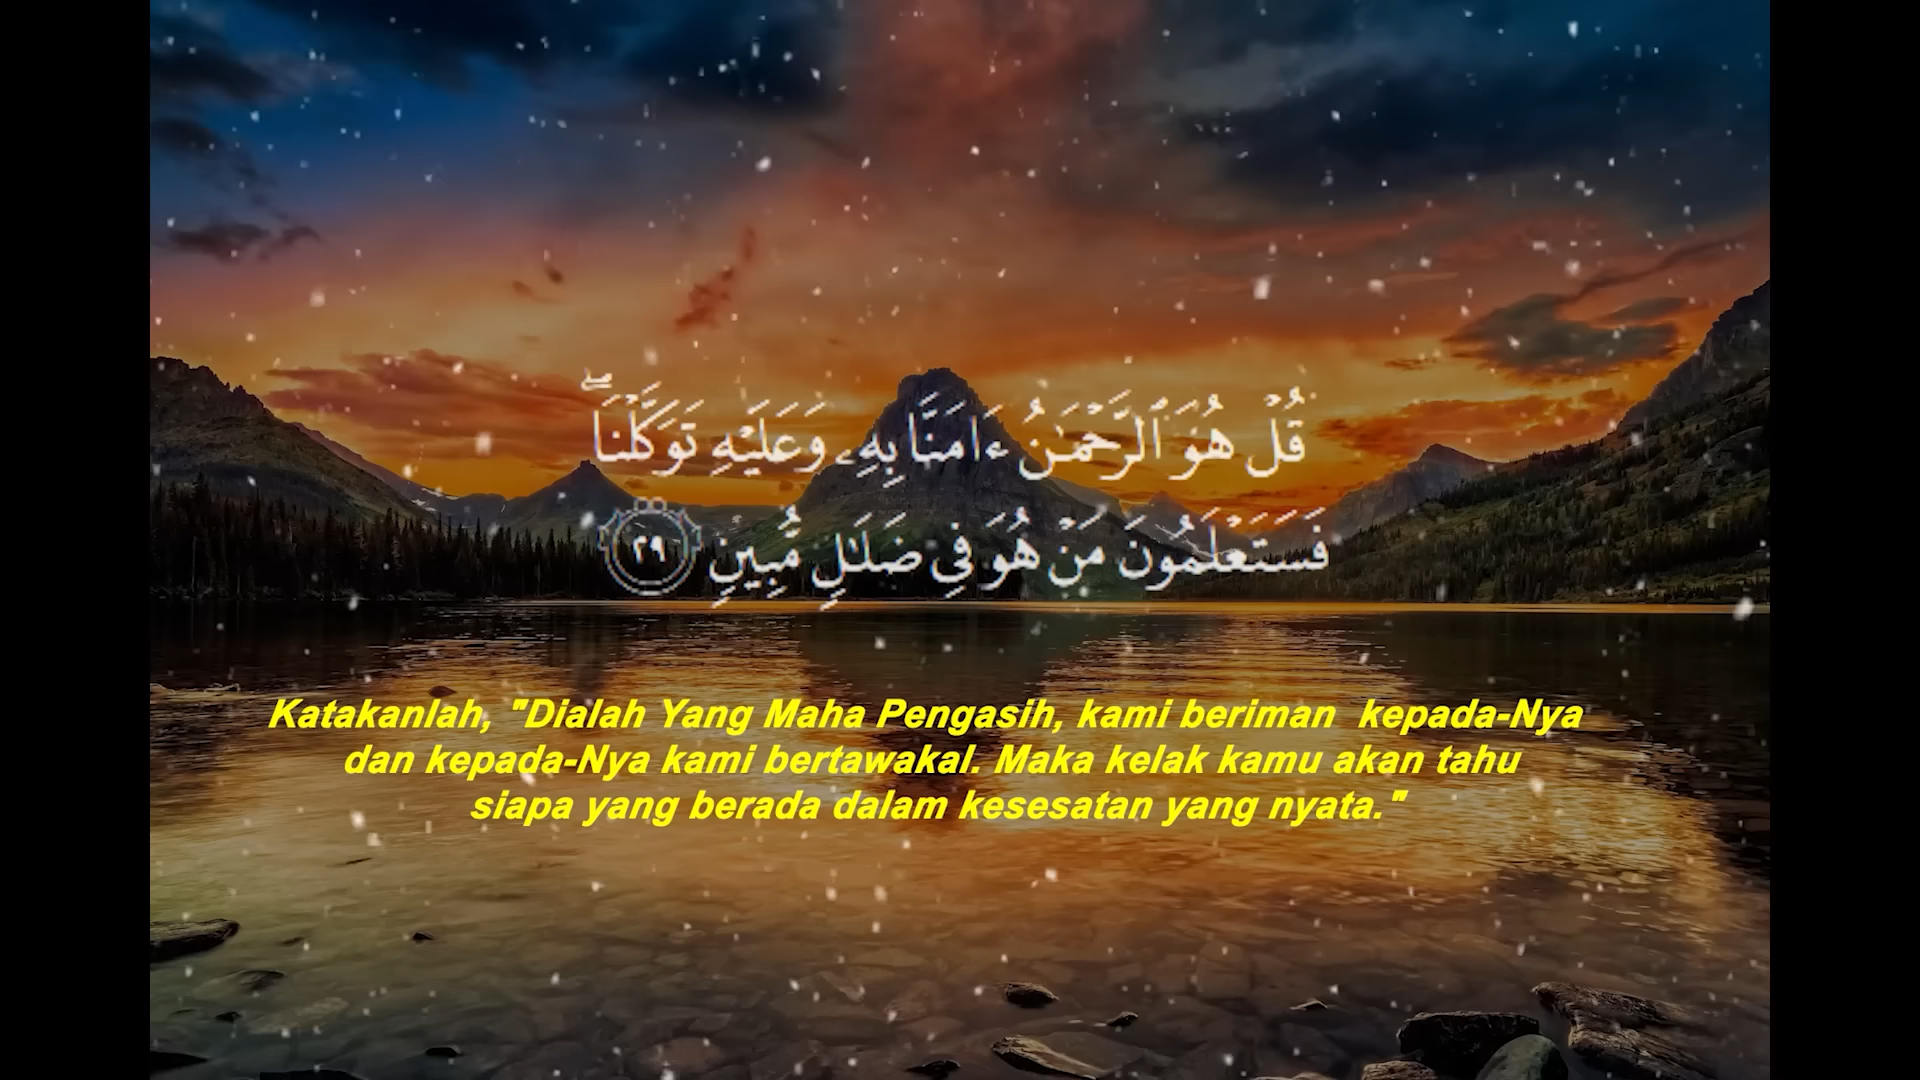 قُلْ هُوَ ٱلرَّحْمَـٰنُ ءَامَنَّا بِهِۦ وَعَلَيْهِ تَوَكَّلْنَا ۖ
فَسَتَعْلَمُونَ مَنْ هُوَ فِى ضَلَـٰلٍ مُّبِينٍ ٢٩
Katakanlah, "Dialah Yang Maha Pengasih, kami beriman  kepada-Nya
dan kepada-Nya kami bertawakal. Maka kelak kamu akan tahu
siapa yang berada dalam kesesatan yang nyata."